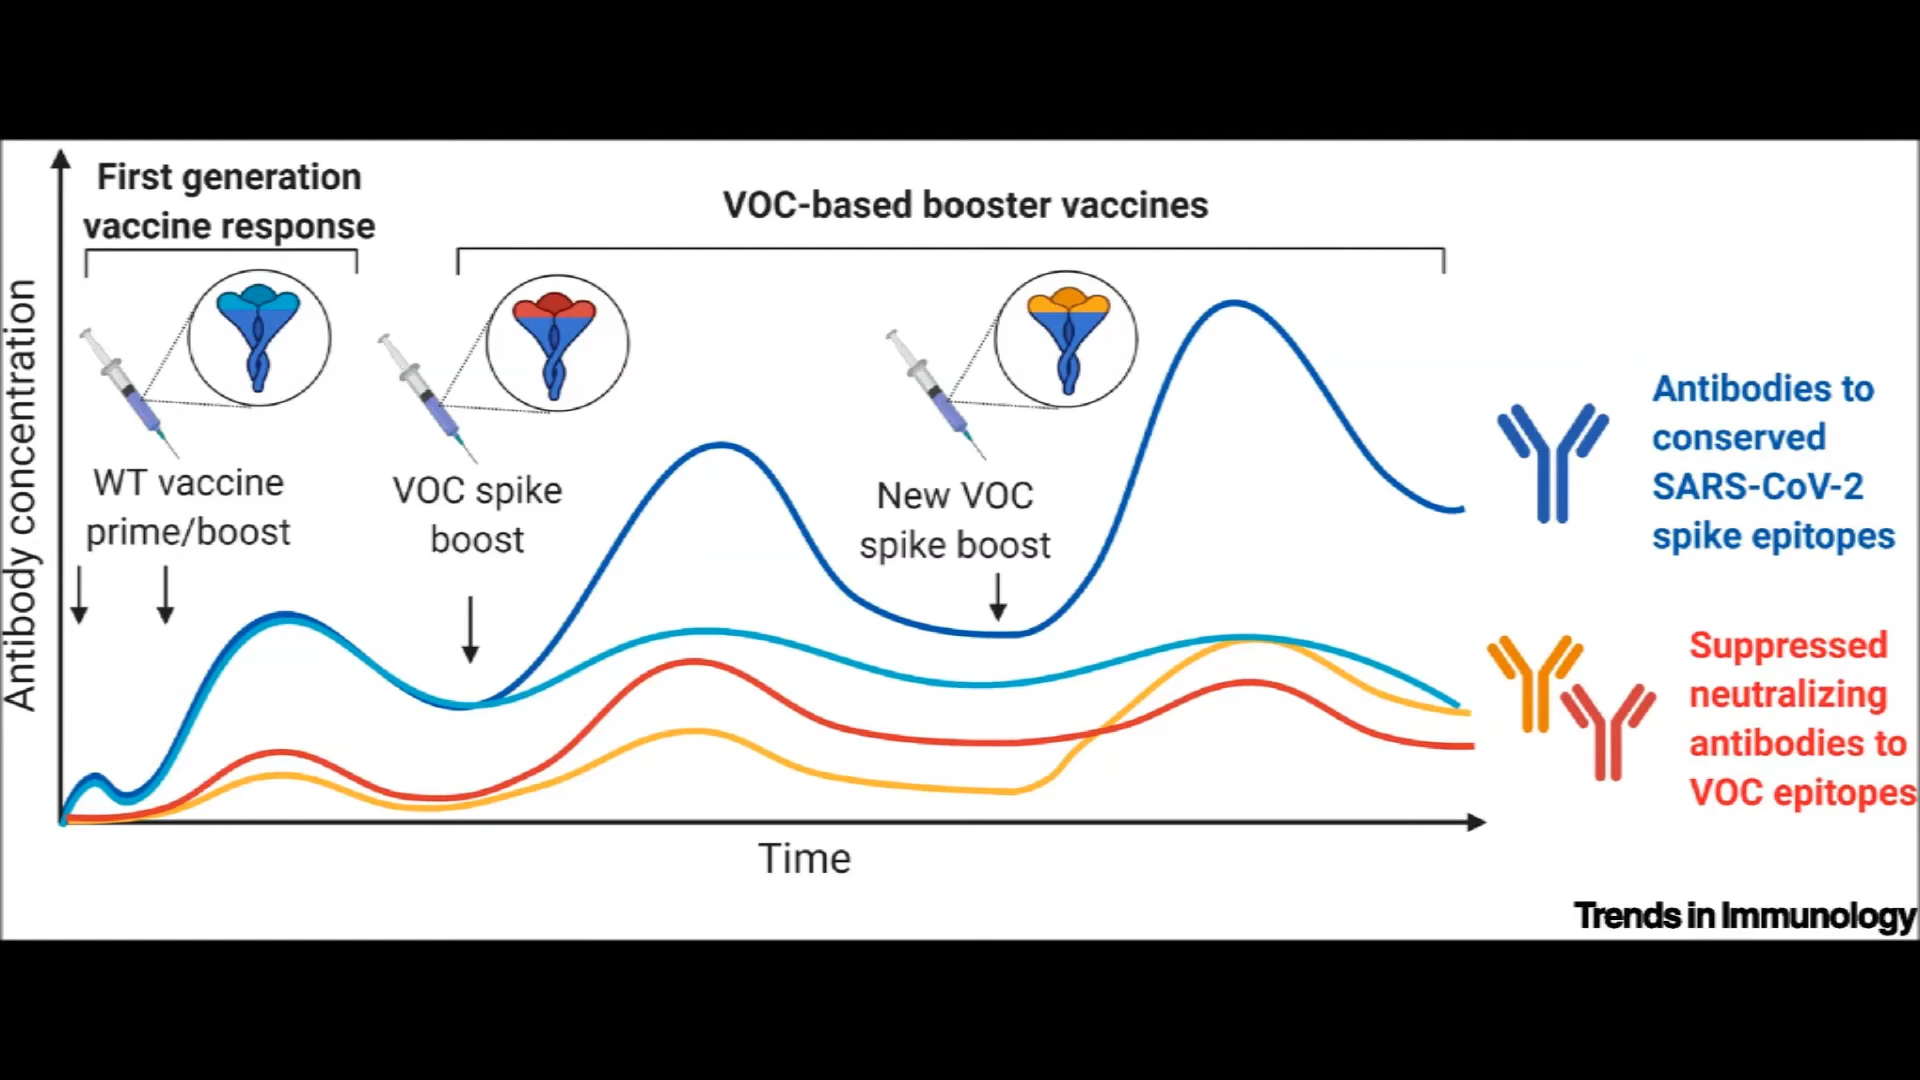 First generation
vaccine response
VOC-based booster vaccines
Antibody concentration
WT vaccine
prime/boost
VOC spike
boost
New VOC
spike boost
Antibodies to
conserved
SARS-CoV-2
spike epitopes
Suppressed
neutralizing
antibodies to
VOC epitopes
Time
Trends in Immunology